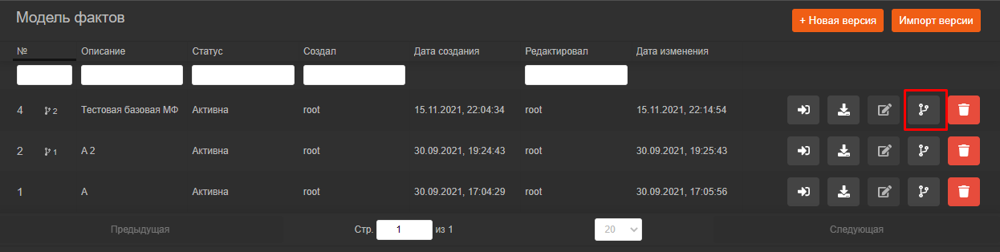 Модель фактов
+ Новая версия Импорт версии
№ Описание Статус Создал Дата создания Редактировал Дата изменения
4 2 Тестовая базовая МФ Активна root 15.11.2021, 22:04:34 root 15.11.2021, 22:14:54
2 1 А 2 Активна root 30.09.2021, 19:24:43 root 30.09.2021, 19:25:43
1 А Активна root 30.09.2021, 17:04:29 root 30.09.2021, 17:05:56
Предыдущая Стр. 1 из 1 20 Следующая